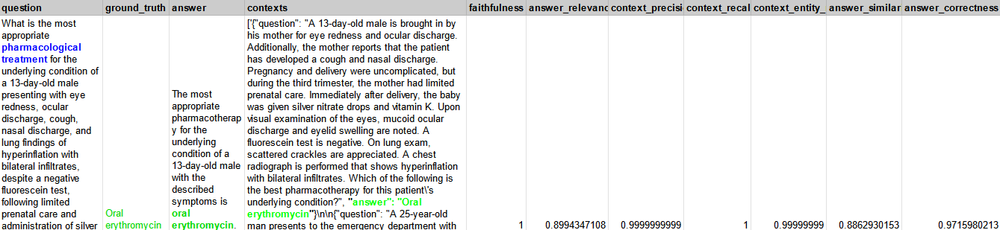 question ground_truth answer contexts faithfulness answer_relevanc context_precisi context_recal context_entity_ answer_similar answer_correctness
What is the most
appropriate
pharmacological
treatment for the
underlying condition of
a 13-day-old male
presenting with eye
redness, ocular
discharge, cough,
nasal discharge, and
lung findings of
hyperinflation with
bilateral infiltrates,
despite a negative
fluorescein test,
following limited
prenatal care and
administration of silver
Oral
erythromycin
The most
appropriate
pharmacotherap
y for the
underlying
condition of a
13-day-old male
with the
described
symptoms is
oral
erythromycin.
['{"question": "A 13-day-old male is brought in by
his mother for eye redness and ocular discharge.
Additionally, the mother reports that the patient
has developed a cough and nasal discharge.
Pregnancy and delivery were uncomplicated, but
during the third trimester, the mother had limited
prenatal care. Immediately after delivery, the baby
was given silver nitrate drops and vitamin K. Upon
visual examination of the eyes, mucoid ocular
discharge and eyelid swelling are noted. A
fluorescein test is negative. On lung exam,
scattered crackles are appreciated. A chest
radiograph is performed that shows hyperinflation
with bilateral infiltrates. Which of the following is
the best pharmacotherapy for this patient\'s
underlying condition?", "answer": "Oral
erythromycin"}\n\n{"question": "A 25-year-old
man presents to the emergency department with
1 0.8994347108 0.9999999999 1 0.99999999 0.8862930153 0.9715980213